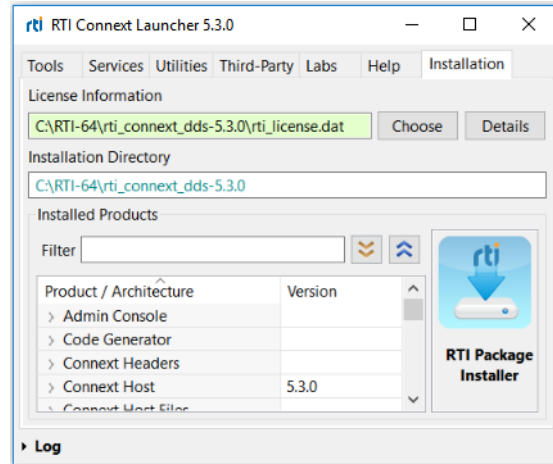 rti RTI Connext Launcher 5.3.0
Tools Services Utilities Third-Party Labs Help Installation
License Information
C:\RTI-64\rti_connext_dds-5.3.0\rti_license.dat Choose Details
Installation Directory
C:\RTI-64\rti_connext_dds-5.3.0
Installed Products
Filter
rti
Product / Architecture Version
Admin Console
Code Generator
Connext Headers
RTI Package
Installer
Connext Host 5.3.0
Connext Host Files
Log